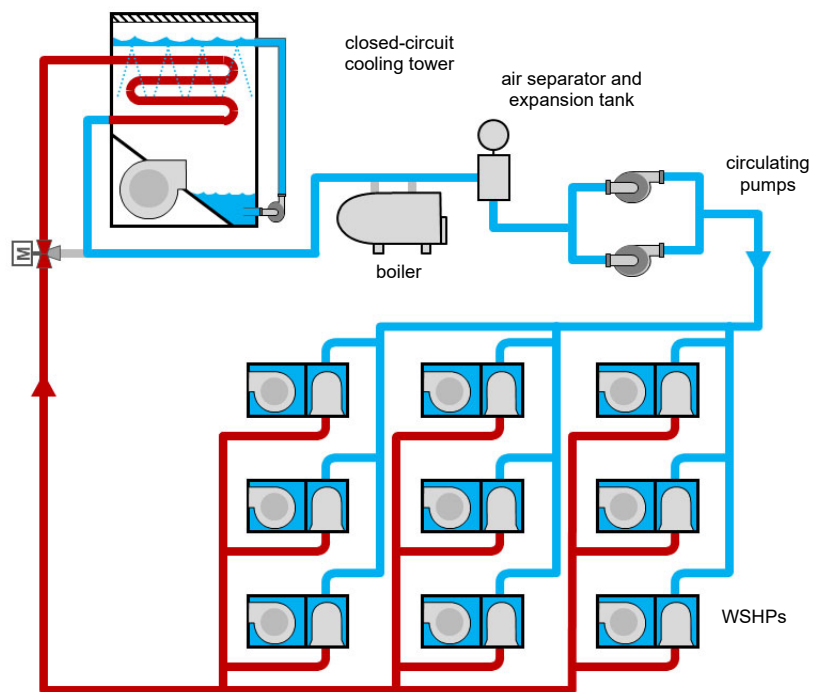 closed-circuit
cooling tower
air separator and
expansion tank
circulating
pumps
M
boiler
WSHPs